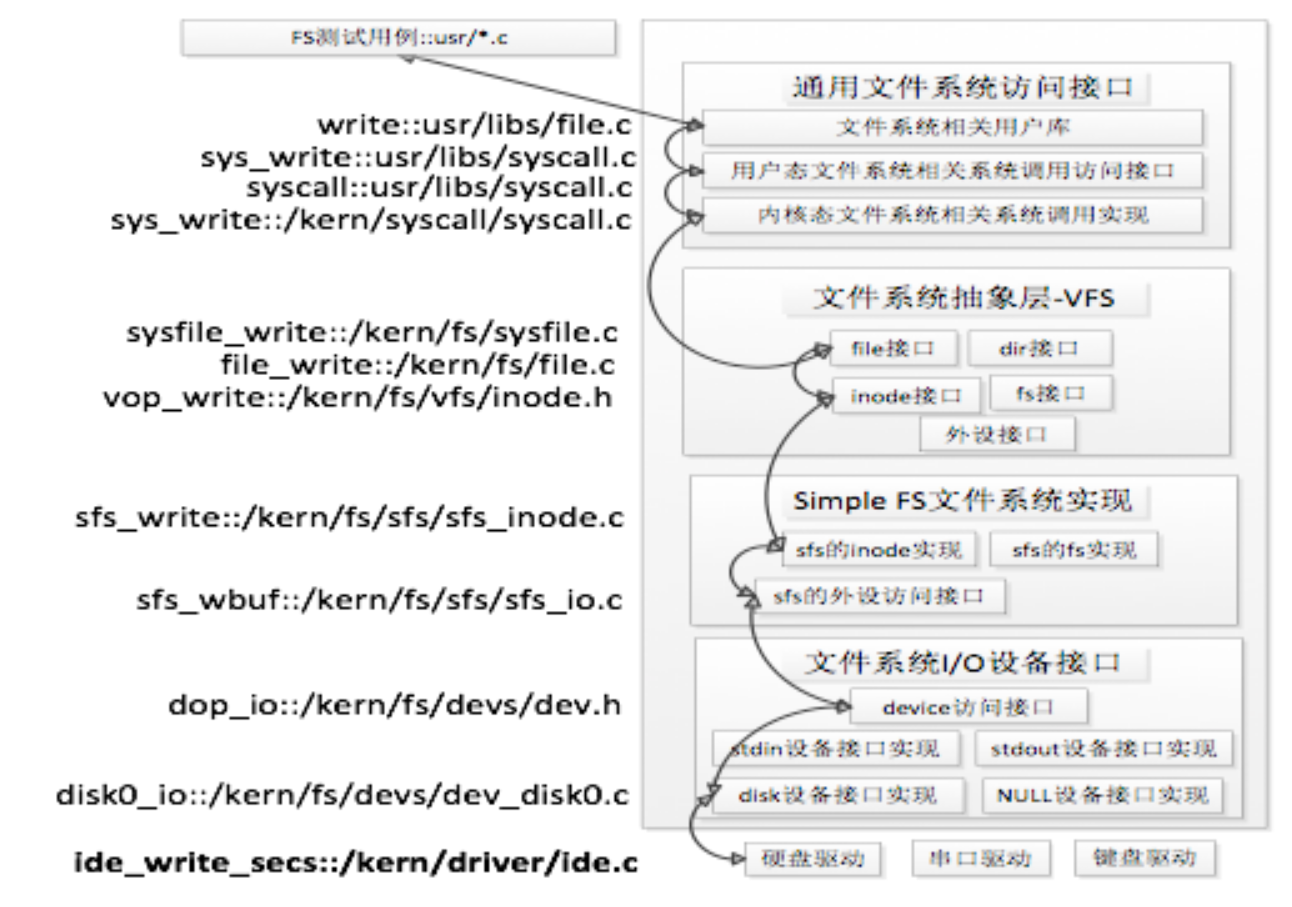 FS测试用例::usr/*.c
通用文件系统访问接口
write::usr/libs/file.c
文件系统相关用户库
sys_write::usr/libs/syscall.c
用户态文件系统相关系统调用访问接口
syscall::usr/libs/syscall.c
sys_write::/kern/syscall/syscall.c
内核态文件系统相关系统调用实现
文件系统抽象层-VFS
sysfile_write::/kern/fs/sysfile.c
file接口
dir接口
file_write::/kern/fs/file.c
vop_write::/kern/fs/vfs/inode.h
inode接口
fs接口
外设接口
Simple FS文件系统实现
sfs_write::/kern/fs/sfs/sfs_inode.c
sfs的inode实现
sfs的fs实现
sfs_wbuf::/kern/fs/sfs/sfs_io.c
sfs的外设访问接口
文件系统I/O设备接口
dop_io::/kern/fs/devs/dev.h
device访问接口
stdin设备接口实现
stdout设备接口实现
disk0_io::/kern/fs/devs/dev_disk0.c
disk设备接口实现
NULL设备接口实现
ide_write_secs::/kern/driver/ide.c
硬盘驱动
串口驱动
键盘驱动